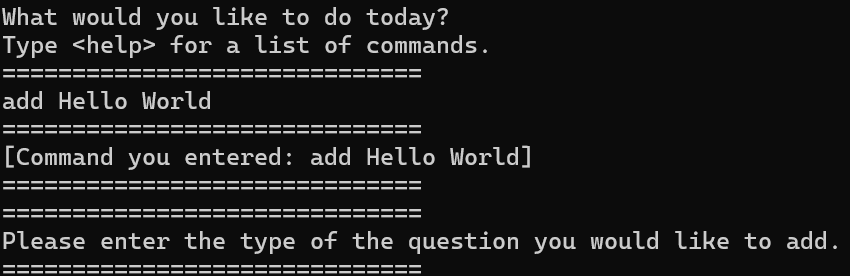 What would you like to do today?
Type <help> for a list of commands.
==============================
add Hello World
==============================
[Command you entered: add Hello World]
==============================
==============================
Please enter the type of the question you would like to add.
==============================